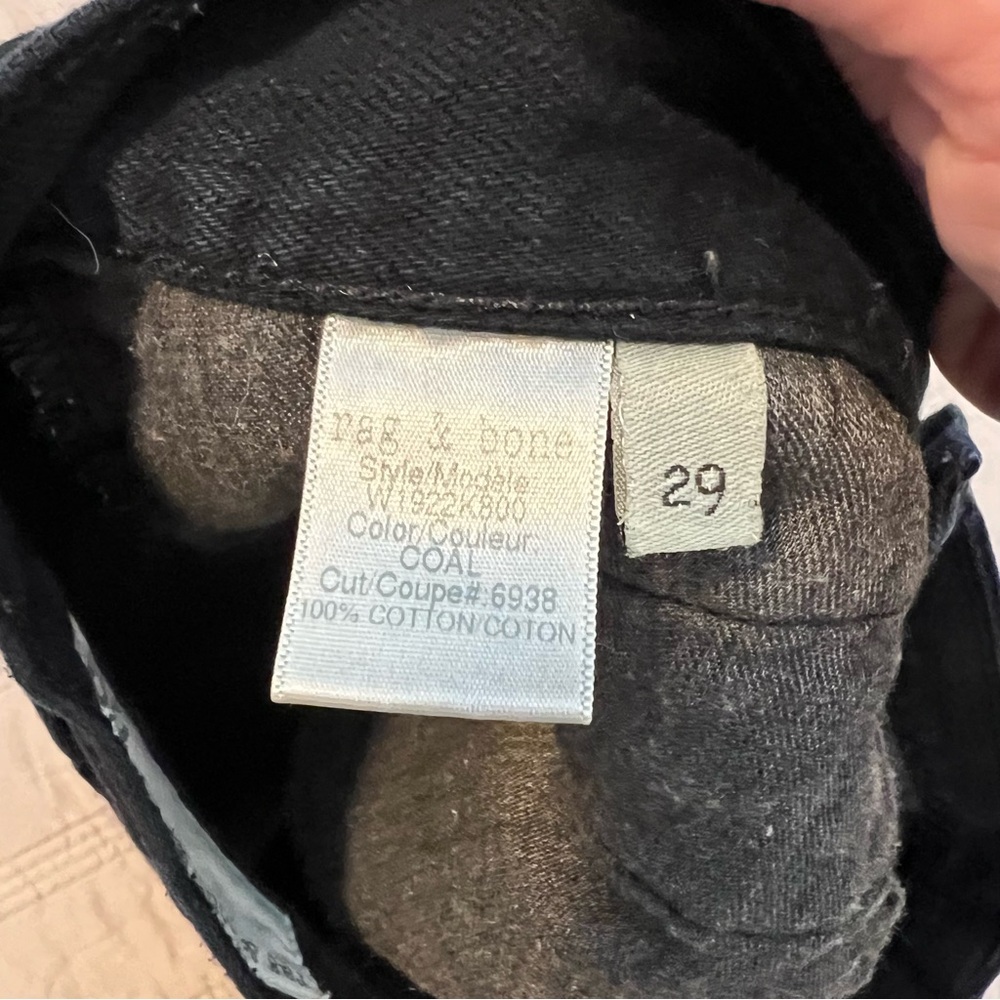 rag & bone
Style/Modèle
W1922K800
Color/Couleur:
COAL
Cut/Coupe#:6938
100% COTTON/COTON
29